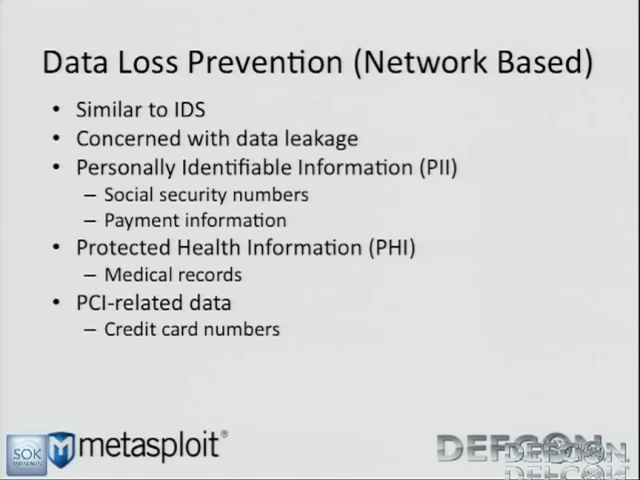 Data Loss Prevention (Network Based)
• Similar to IDS
• Concerned with data leakage
• Personally Identifiable Information (PII)
– Social security numbers
– Payment information
• Protected Health Information (PHI)
– Medical records
• PCI-related data
– Credit card numbers
SOK
metasploit®
DEFCON